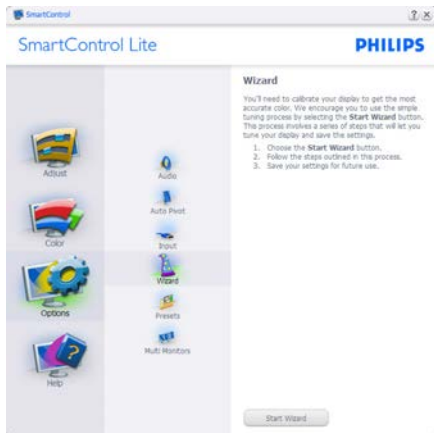 SmartControl
SmartControl Lite
PHILIPS
Adjust
Color
Options
Help
Audio
Auto Pivot
Input
Wizard
Presets
Multi Monitors
Wizard
You'll need to calibrate your display to get the most
accurate color. We encourage you to use the simple
tuning process by selecting the Start Wizard button.
This process involves a series of steps that will let you
tune your display and save the settings.
1. Choose the Start Wizard button.
2. Follow the steps outlined in this process.
3. Save your settings for future use.
Start Wizard